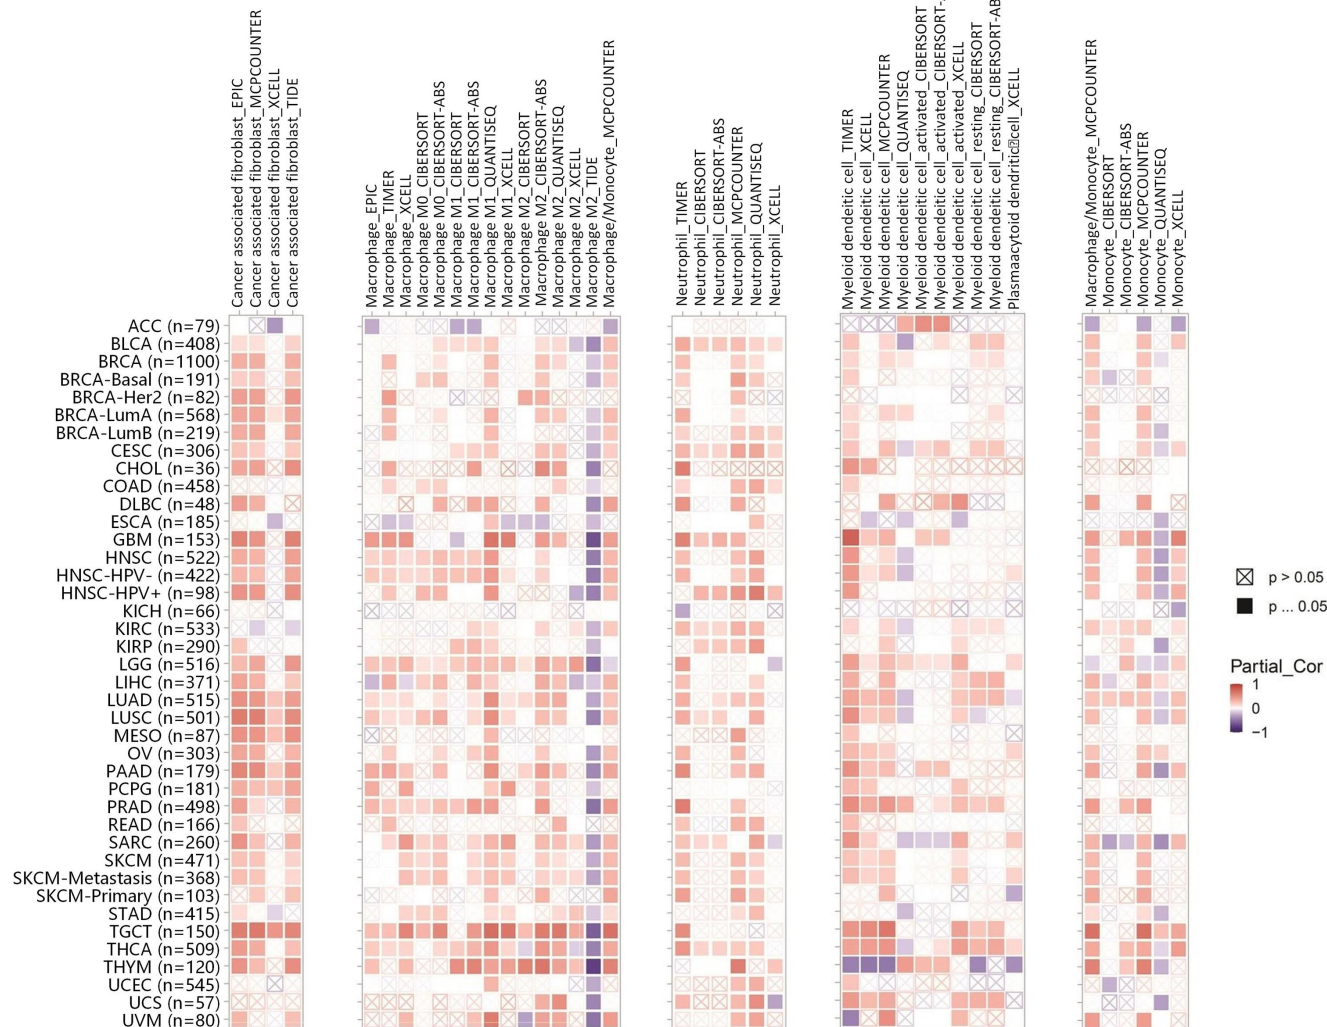 Cancer associated fibroblast_EPIC
Cancer associated fibroblast_MCPCOUNTER
Cancer associated fibroblast_XCELL
Cancer associated fibroblast_TIDE
Macrophage_EPIC
Macrophage_TIMER
Macrophage_XCELL
Macrophage M0_CIBERSORT
Macrophage M0_CIBERSORT-ABS
Macrophage M1_CIBERSORT
Macrophage M1_CIBERSORT-ABS
Macrophage M1_QUANTISEQ
Macrophage M1_XCELL
Macrophage M2_CIBERSORT
Macrophage M2_CIBERSORT-ABS
Macrophage M2_QUANTISEQ
Macrophage M2_XCELL
Macrophage M2_TIDE
Macrophage/Monocyte_MCPCOUNTER
Neutrophil_TIMER
Neutrophil_CIBERSORT
Neutrophil_CIBERSORT-ABS
Neutrophil_MCPCOUNTER
Neutrophil_QUANTISEQ
Neutrophil_XCELL
Myeloid dendeitic cell_TIMER
Myeloid dendeitic cell_XCELL
Myeloid dendeitic cell_MCPCOUNTER
Myeloid dendeitic cell_QUANTISEQ
Myeloid dendeitic cell_activated_CIBERSORT
Myeloid dendeitic cell_activated_CIBERSORT-
Myeloid dendeitic cell_activated_XCELL
Myeloid dendeitic cell_resting_CIBERSORT
Myeloid dendeitic cell_resting_CIBERSORT-AB
Plasmaacytoid dendritic cell_XCELL
Macrophage/Monocyte_MCPCOUNTER
Monocyte_CIBERSORT
Monocyte_CIBERSORT-ABS
Monocyte_MCPCOUNTER
Monocyte_QUANTISEQ
Monocyte_XCELL
ACC (n=79)
BLCA (n=408)
BRCA (n=1100)
BRCA-Basal (n=191)
BRCA-Her2 (n=82)
BRCA-LumA (n=568)
BRCA-LumB (n=219)
CESC (n=306)
CHOL (n=36)
COAD (n=458)
DLBC (n=48)
ESCA (n=185)
GBM (n=153)
HNSC (n=522)
HNSC-HPV- (n=422)
HNSC-HPV+ (n=98)
KICH (n=66)
KIRC (n=533)
KIRP (n=290)
LGG (n=516)
LIHC (n=371)
LUAD (n=515)
LUSC (n=501)
MESO (n=87)
OV (n=303)
PAAD (n=179)
PCPG (n=181)
PRAD (n=498)
READ (n=166)
SARC (n=260)
SKCM (n=471)
SKCM-Metastasis (n=368)
SKCM-Primary (n=103)
STAD (n=415)
TGCT (n=150)
THCA (n=509)
THYM (n=120)
UCEC (n=545)
UCS (n=57)
UVM (n=80)
p > 0.05
p ... 0.05
Partial_Cor
1
0
−1